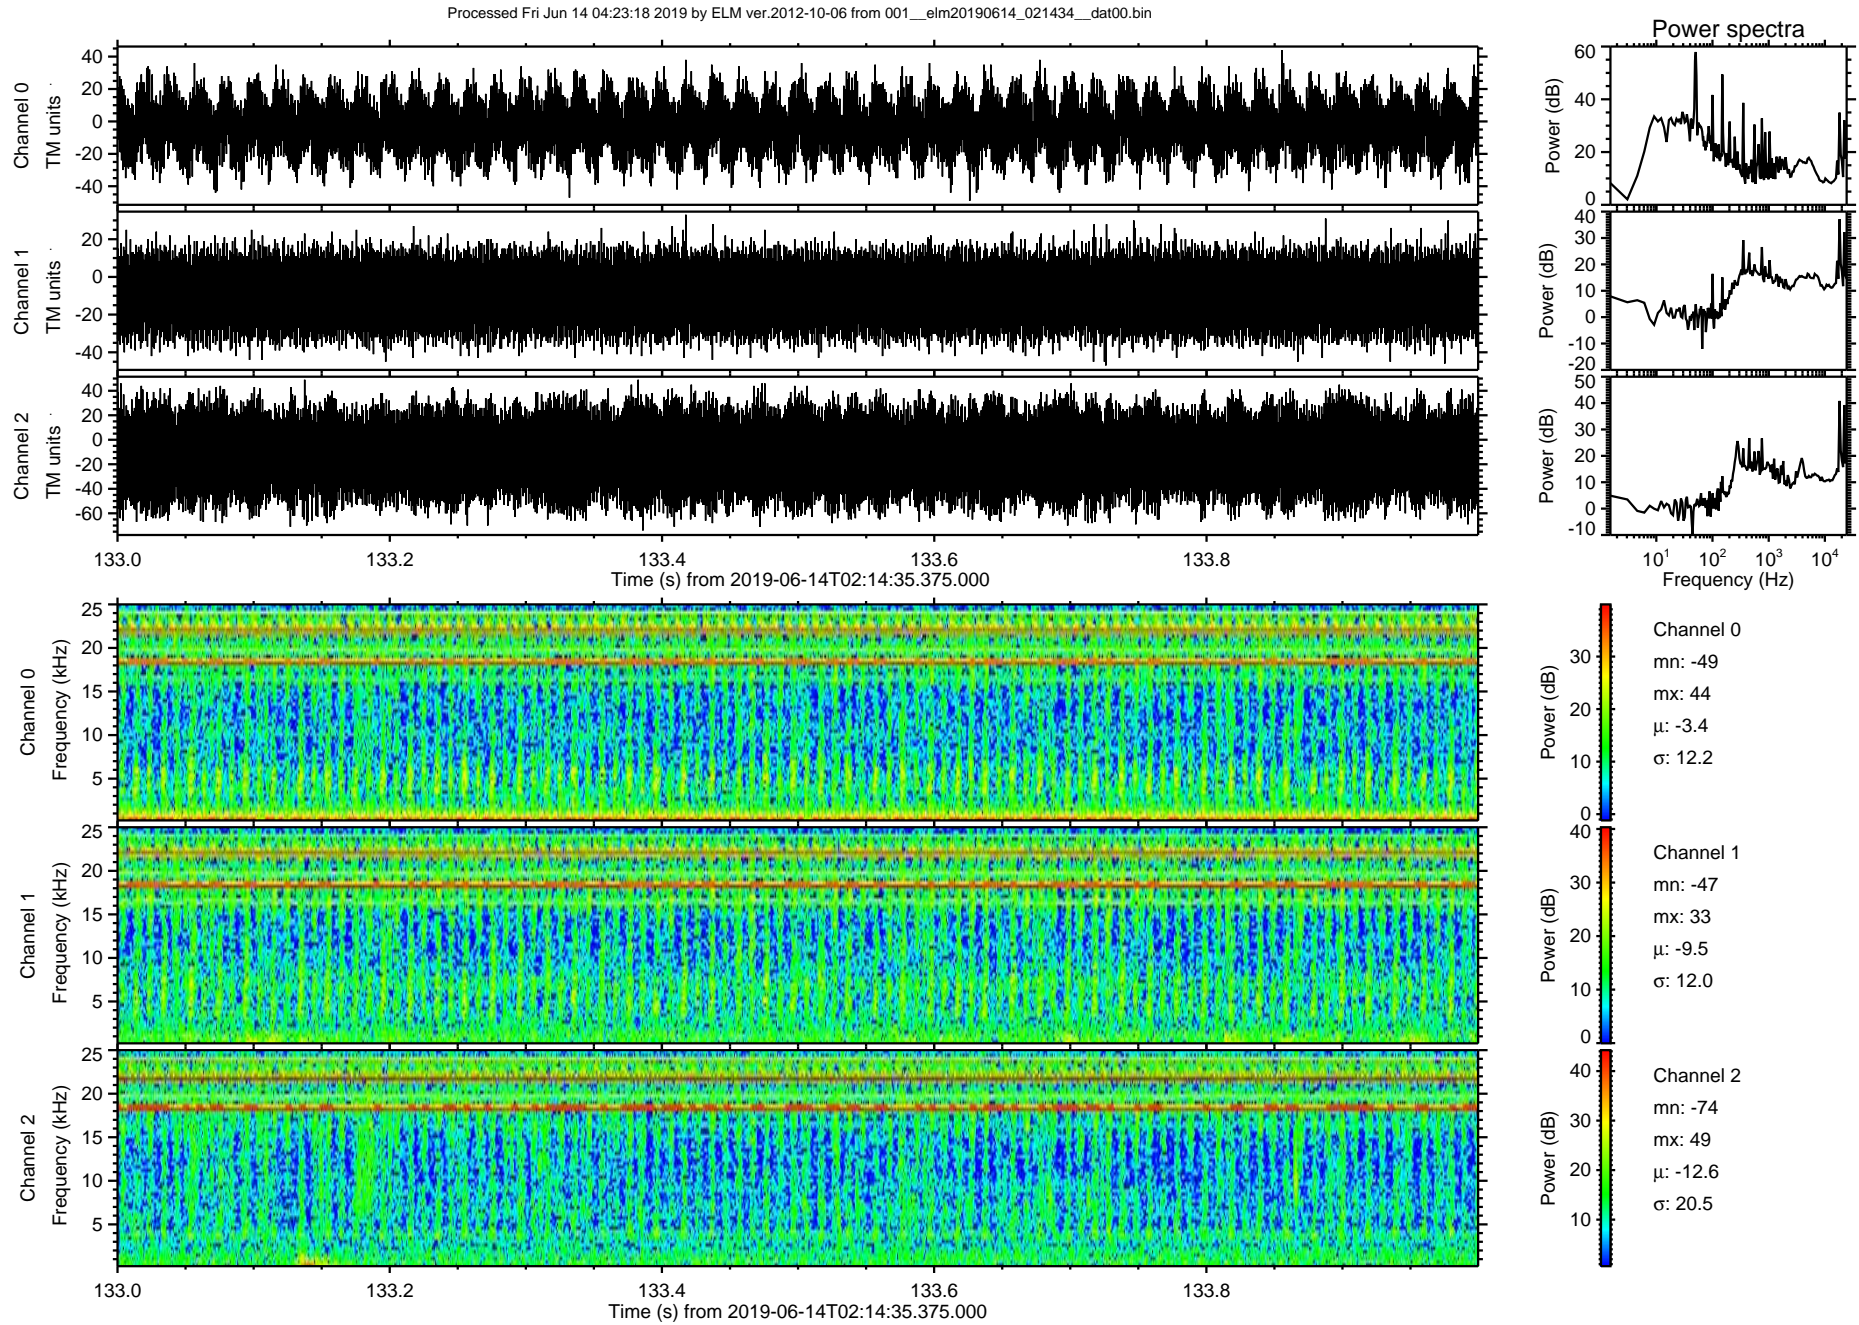 Processed Fri Jun 14 04:23:18 2019 by ELM ver.2012-10-06 from 001__elm20190614_021434__dat00.bin
Power spectra
Channel 0
TM units
40
20
0
-20
-40
Power (dB)
60
40
20
0
Channel 1
TM units
20
0
-20
-40
Power (dB)
40
30
20
10
0
-10
-20
Channel 2
TM units
40
20
0
-20
-40
-60
Power (dB)
50
40
30
20
10
0
-10
133.0 133.2 133.4 133.6 133.8
Time (s) from 2019-06-14T02:14:35.375.000
10¹ 10² 10³ 10⁴
Frequency (Hz)
Channel 0
Frequency (kHz)
25
20
15
10
5
Power (dB)
30
20
10
0
Channel 0
mn: -49
mx: 44
μ: -3.4
σ: 12.2
Channel 1
Frequency (kHz)
25
20
15
10
5
Power (dB)
40
30
20
10
0
Channel 1
mn: -47
mx: 33
μ: -9.5
σ: 12.0
Channel 2
Frequency (kHz)
25
20
15
10
5
Power (dB)
40
30
20
10
Channel 2
mn: -74
mx: 49
μ: -12.6
σ: 20.5
133.0 133.2 133.4 133.6 133.8
Time (s) from 2019-06-14T02:14:35.375.000